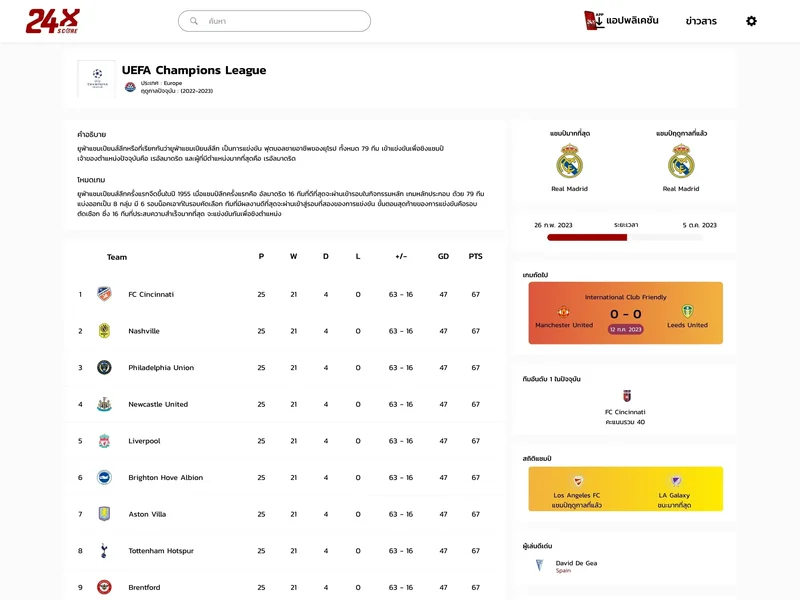 24X
SCORE
ค้นหา
APP
แอปพลิเคชัน
ข่าวสาร
UEFA Champions League
ประเทศ : Europe
ฤดูกาลปัจจุบัน : (2022-2023)
คำอธิบาย
ยูฟ่าแชมเปียนส์ลีกหรือที่เรียกกันว่ายูฟ่าแชมเปียนส์ลีก เป็นการแข่งขัน ฟุตบอลชายอาชีพของยุโรป ทั้งหมด 79 ทีม เข้าแข่งขันเพื่อชิงแชมป์
เจ้าของตำแหน่งปัจจุบันคือ เรอัลมาดริด และผู้ที่มีตำแหน่งมากที่สุดคือ เรอัลมาดริด
โหมดเกม
ยูฟ่าแชมเปียนส์ลีกครั้งแรกจัดขึ้นในปี 1955 เมื่อแชมป์ลีกครั้งแรกคือ อัลมาดริด 16 ทีมที่ดีที่สุดจะผ่านเข้ารอบในกิจกรรมหลัก เกมหลักประกอบ ด้วย 79 ทีม
แบ่งออกเป็น 8 กลุ่ม มี 6 รอบน็อคเอาท์ในรอบคัดเลือก ทีมที่มีผลงานดีที่สุดจะผ่านเข้าสู่รอบที่สองของการแข่งขัน ขั้นตอนสุดท้ายของการแข่งขันคือรอบ
ตัดเชือก ซึ่ง 16 ทีมที่ประสบความสำเร็จมากที่สุด จะแข่งขันกันเพื่อชิงตำแหน่ง
Team P W D L +/- GD PTS
1 FC Cincinnati 25 21 4 0 63 - 16 47 67
2 Nashville 25 21 4 0 63 - 16 47 67
3 Philadelphia Union 25 21 4 0 63 - 16 47 67
4 Newcastle United 25 21 4 0 63 - 16 47 67
5 Liverpool 25 21 4 0 63 - 16 47 67
6 Brighton Hove Albion 25 21 4 0 63 - 16 47 67
7 Aston Villa 25 21 4 0 63 - 16 47 67
8 Tottenham Hotspur 25 21 4 0 63 - 16 47 67
9 Brentford 25 21 4 0 63 - 16 47 67
แชมป์มากที่สุด แชมป์ฤดูกาลที่แล้ว
Real Madrid Real Madrid
26 ก.พ. 2023 ระยะเวลา 5 ต.ค. 2023
เกมถัดไป
International Club Friendly
0 - 0
Manchester United Leeds United
12 ก.ค. 2023
ทีมอันดับ 1 ในปัจจุบัน
FC Cincinnati
คะแนนรวม 40
สถิติแชมป์
Los Angeles FC LA Galaxy
แชมป์ฤดูกาลที่แล้ว ชนะมากที่สุด
ผู้เล่นดีเด่น
David De Gea
Spain